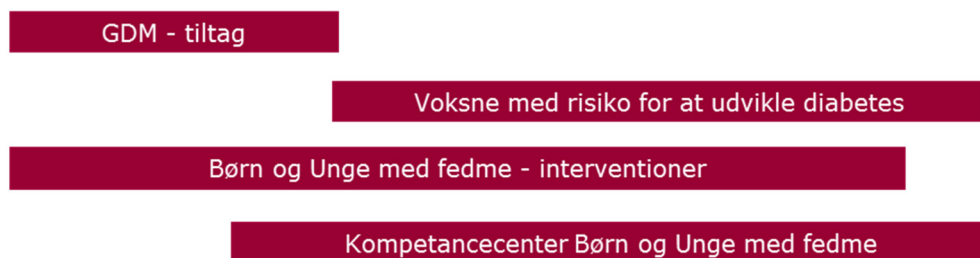 GDM - tiltag
Voksne med risiko for at udvikle diabetes
Børn og Unge med fedme - interventioner
Kompetancecenter Børn og Unge med fedme